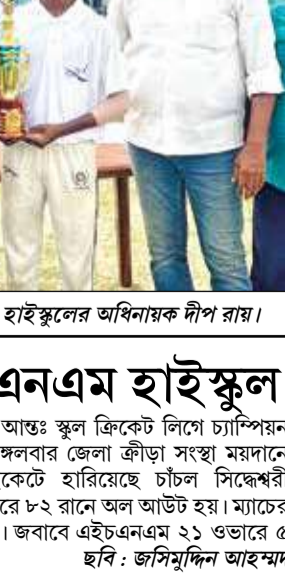 হাইস্কুলের অধিনায়ক দীপ রায়।
এনএম হাইস্কুল
আন্তঃ স্কুল ক্রিকেট লিগে চ্যাম্পিয়ন
মঙ্গলবার জেলা ক্রীড়া সংস্থা ময়দানে
হারিয়েছে চাঁচল সিদ্ধেশ্বরী
৮২ রানে অল আউট হয়। ম্যাচের
। জবাবে এইচএনএম ২১ ওভারে ৫
ছবি : জসিমুদ্দিন আহম্মদ